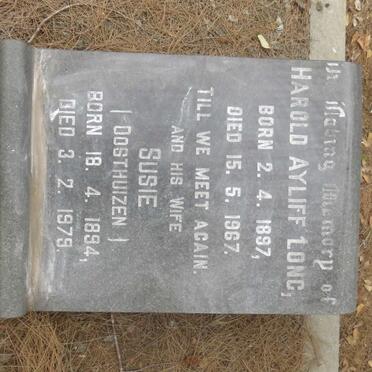 In Loving Memory of
HAROLD AYLIFF LONG,
BORN 2. 4. 1897,
DIED 15. 5. 1967.
TILL WE MEET AGAIN.
AND HIS WIFE
SUSIE
( OOSTHUIZEN )
BORN 18. 4. 1894,
DIED 3. 2. 1979.